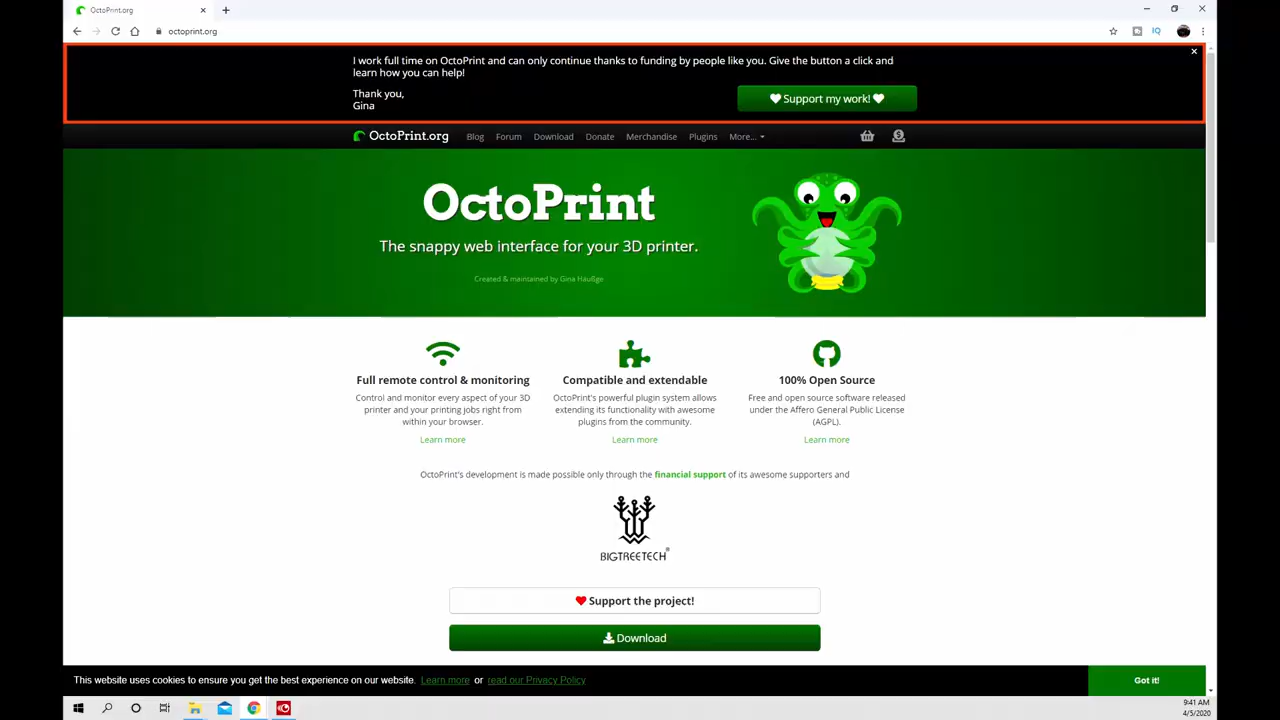 OctoPrint.org
octoprint.org
IQ
I work full time on OctoPrint and can only continue thanks to funding by people like you. Give the button a click and
learn how you can help!
Thank you,
Gina
Support my work!
OctoPrint.org Blog Forum Download Donate Merchandise Plugins More...
OctoPrint
The snappy web interface for your 3D printer.
Created & maintained by Gina Häußge
Full remote control & monitoring
Control and monitor every aspect of your 3D
printer and your printing jobs right from
within your browser.
Learn more
Compatible and extendable
OctoPrint's powerful plugin system allows
extending its functionality with awesome
plugins from the community.
Learn more
100% Open Source
Free and open source software released
under the Affero General Public License
(AGPL).
Learn more
OctoPrint's development is made possible only through the financial support of its awesome supporters and
BIGTREETECH®
Support the project!
Download
This website uses cookies to ensure you get the best experience on our website. Learn more or read our Privacy Policy
Got it!
9:41 AM
4/5/2020